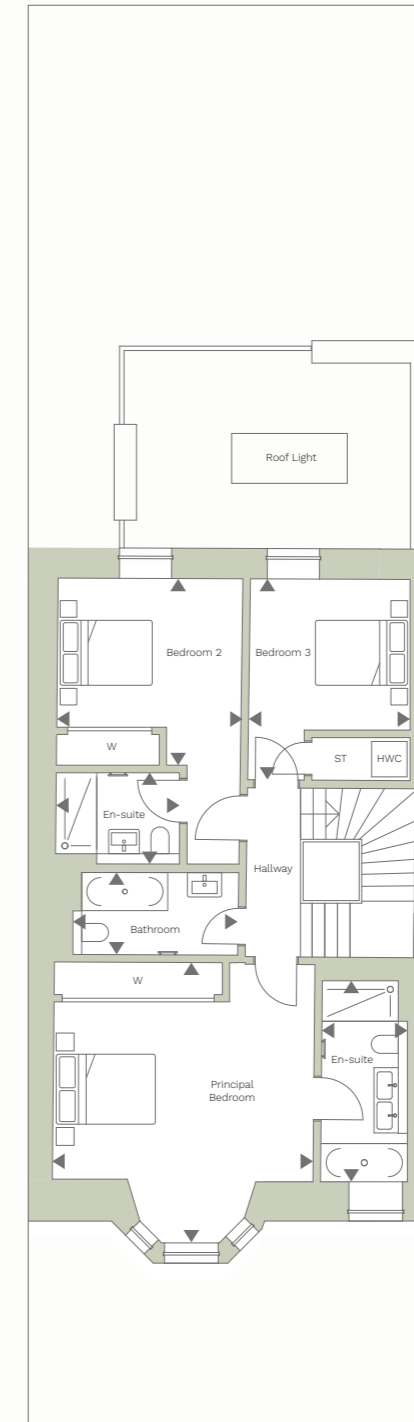 Roof Light
Bedroom 2
Bedroom 3
W
ST
HWC
En-suite
Hallway
Bathroom
W
En-suite
Principal
Bedroom